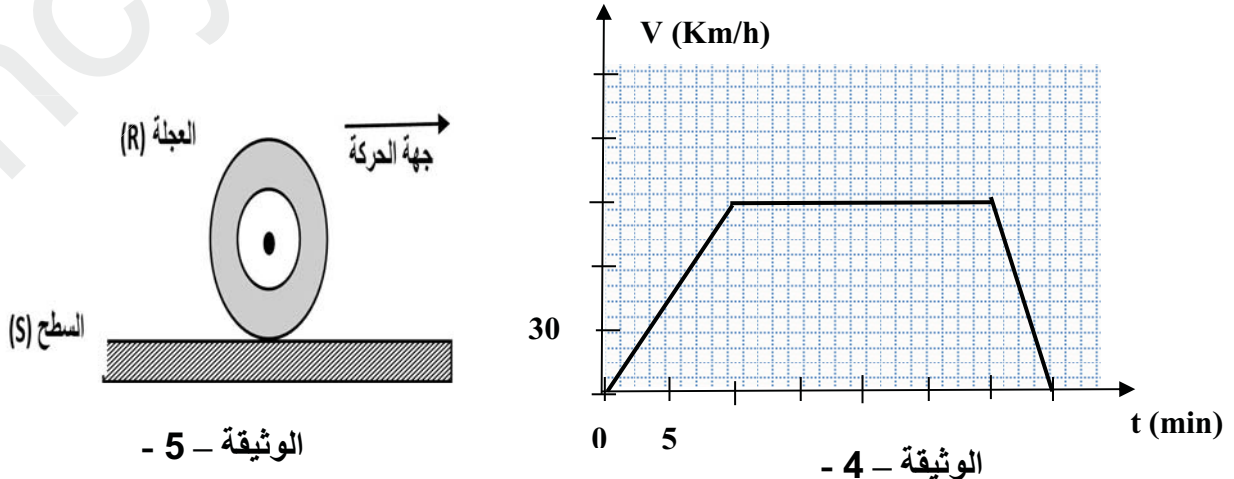 العجلة (R)
جهة الحركة
السطح (S)
الوثيقة – 5 -
V (Km/h)
30
0 5
t (min)
الوثيقة – 4 -